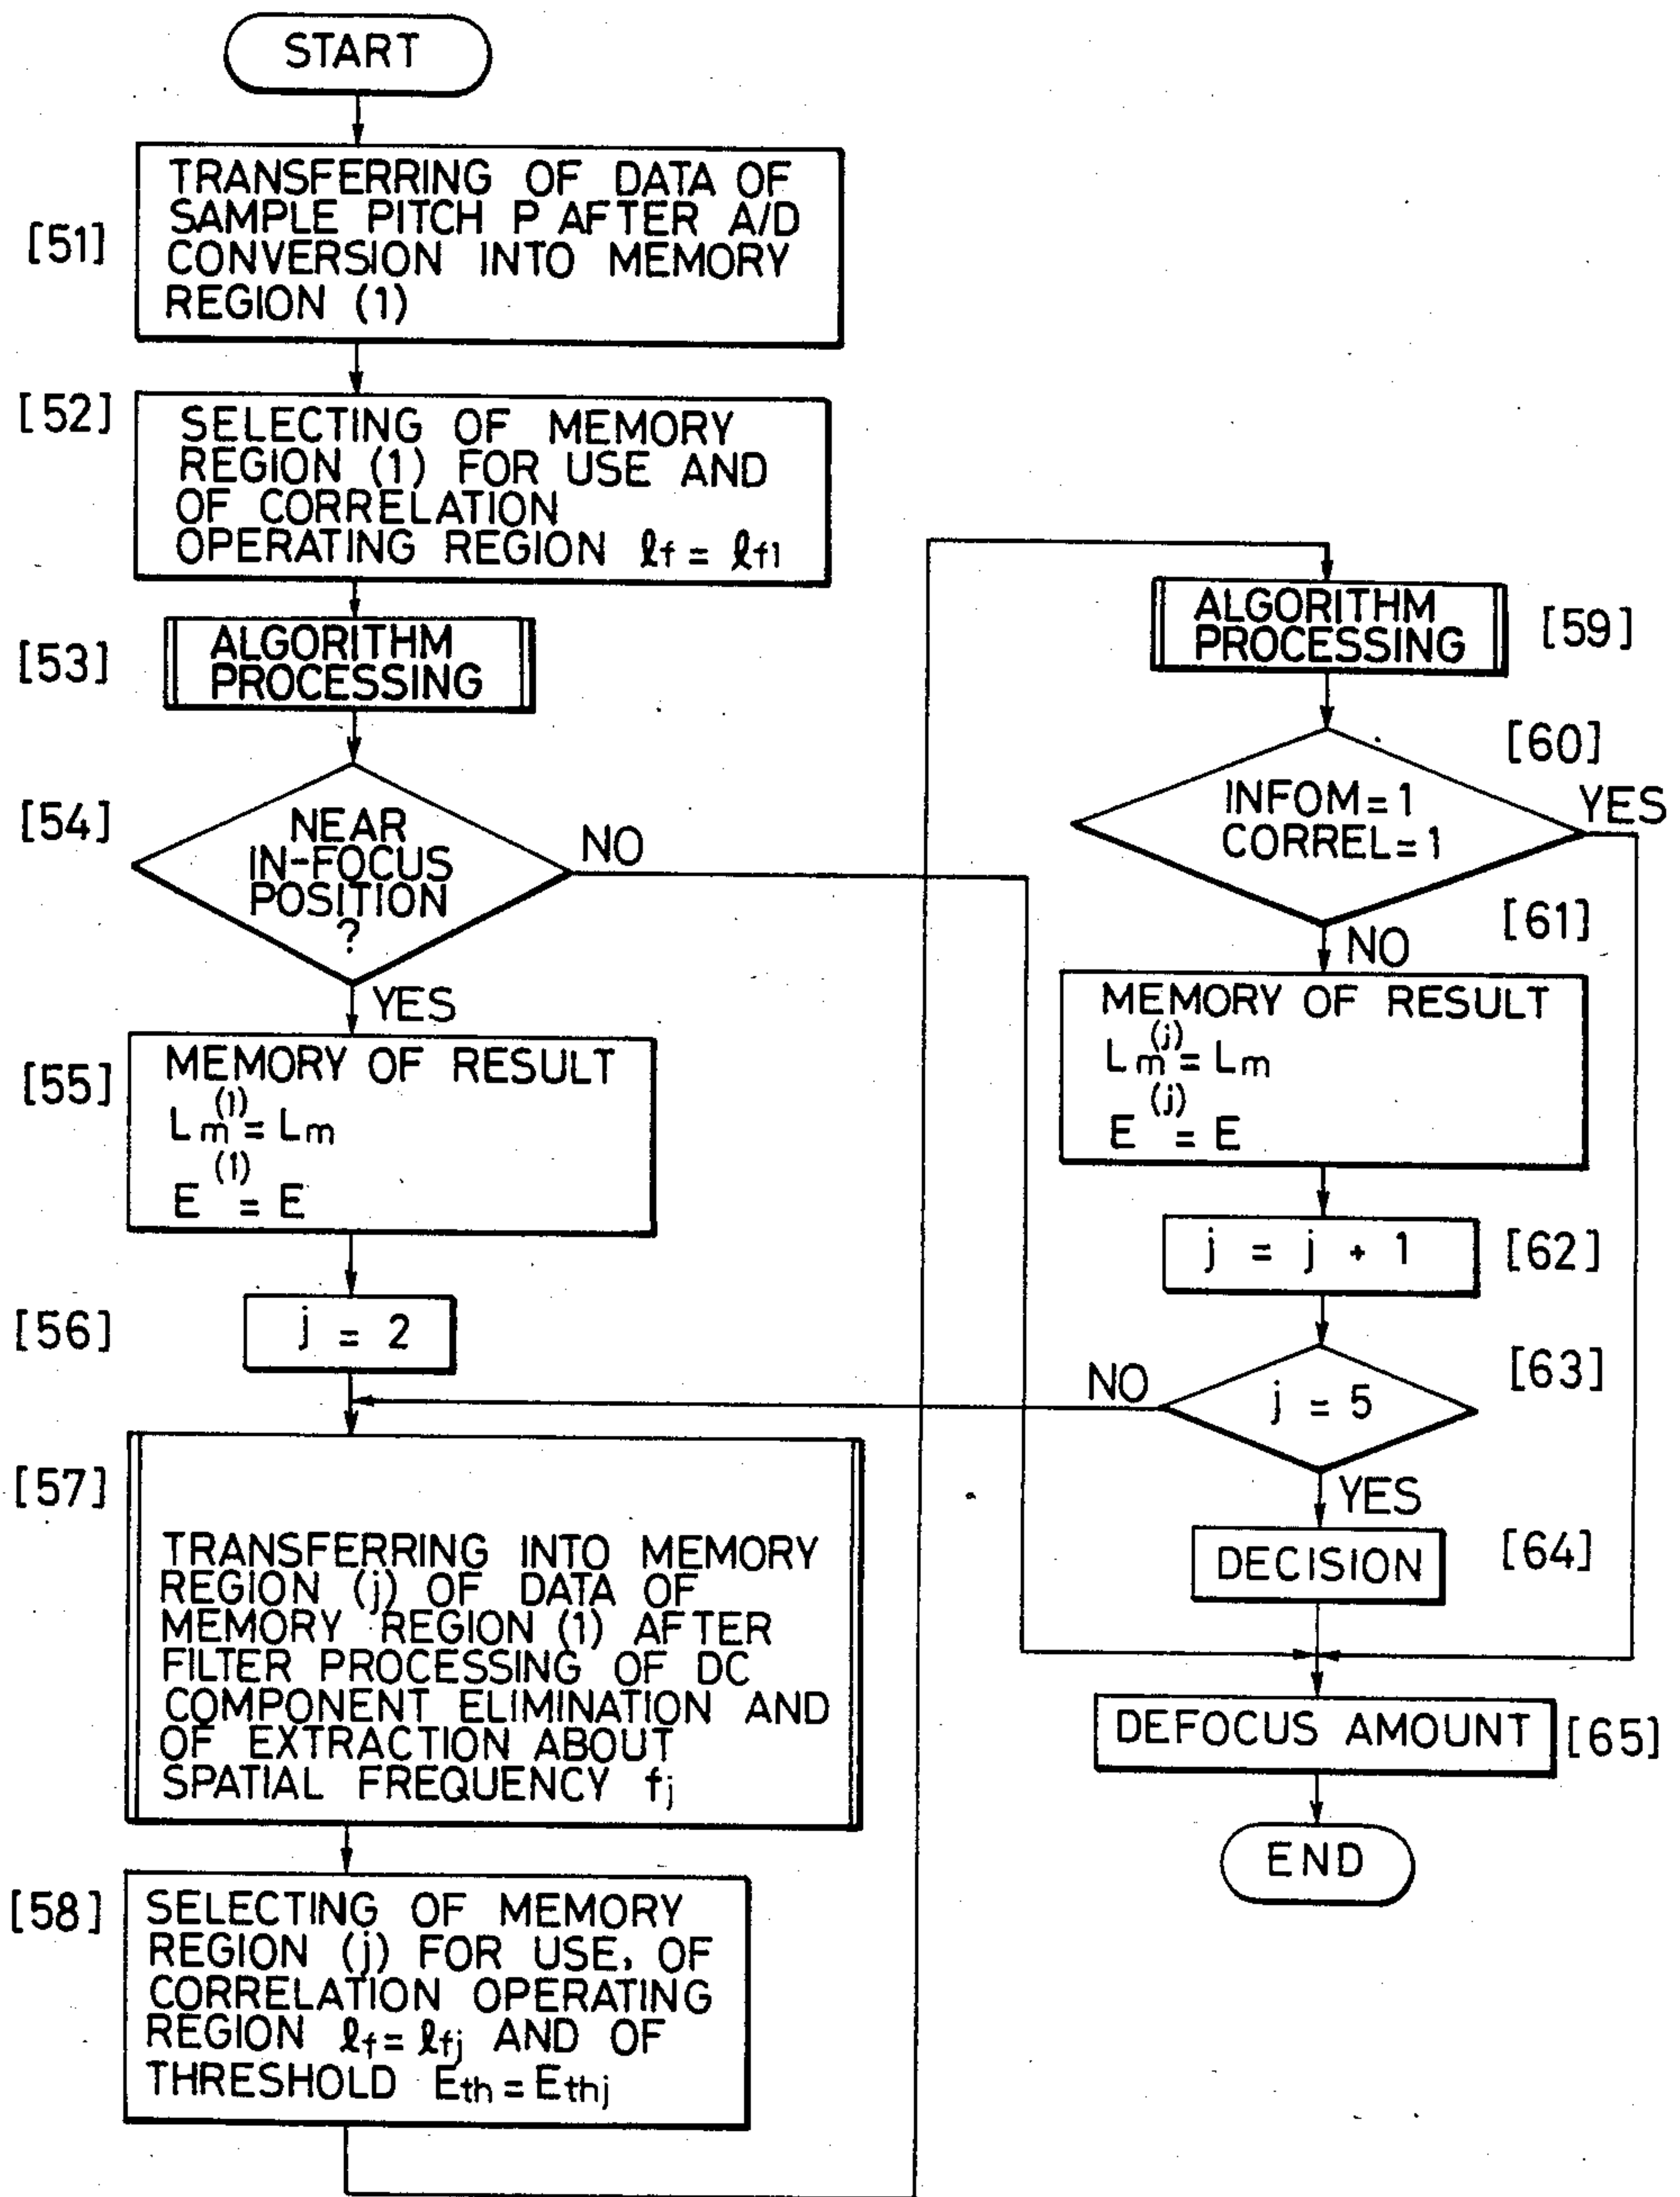 START
[51]
TRANSFERRING OF DATA OF
SAMPLE PITCH P AFTER A/D
CONVERSION INTO MEMORY
REGION (1)
[52]
SELECTING OF MEMORY
REGION (1) FOR USE AND
OF CORRELATION
OPERATING REGION ℓf = ℓf1
[53]
ALGORITHM
PROCESSING
[54]
NEAR
IN-FOCUS
POSITION
?
NO
YES
[55]
MEMORY OF RESULT
Lm(1) = Lm
E(1) = E
[56]
j = 2
[57]
TRANSFERRING INTO MEMORY
REGION (j) OF DATA OF
MEMORY REGION (1) AFTER
FILTER PROCESSING OF DC
COMPONENT ELIMINATION AND
OF EXTRACTION ABOUT
SPATIAL FREQUENCY fj
[58]
SELECTING OF MEMORY
REGION (j) FOR USE, OF
CORRELATION OPERATING
REGION ℓf = ℓfj AND OF
THRESHOLD Eth = Ethj
ALGORITHM
PROCESSING
[59]
[60]
INFOM = 1
CORREL = 1
YES
NO
[61]
MEMORY OF RESULT
Lm(j) = Lm
E(j) = E
j = j + 1
[62]
[63]
j = 5
NO
YES
DECISION
[64]
DEFOCUS AMOUNT
[65]
END